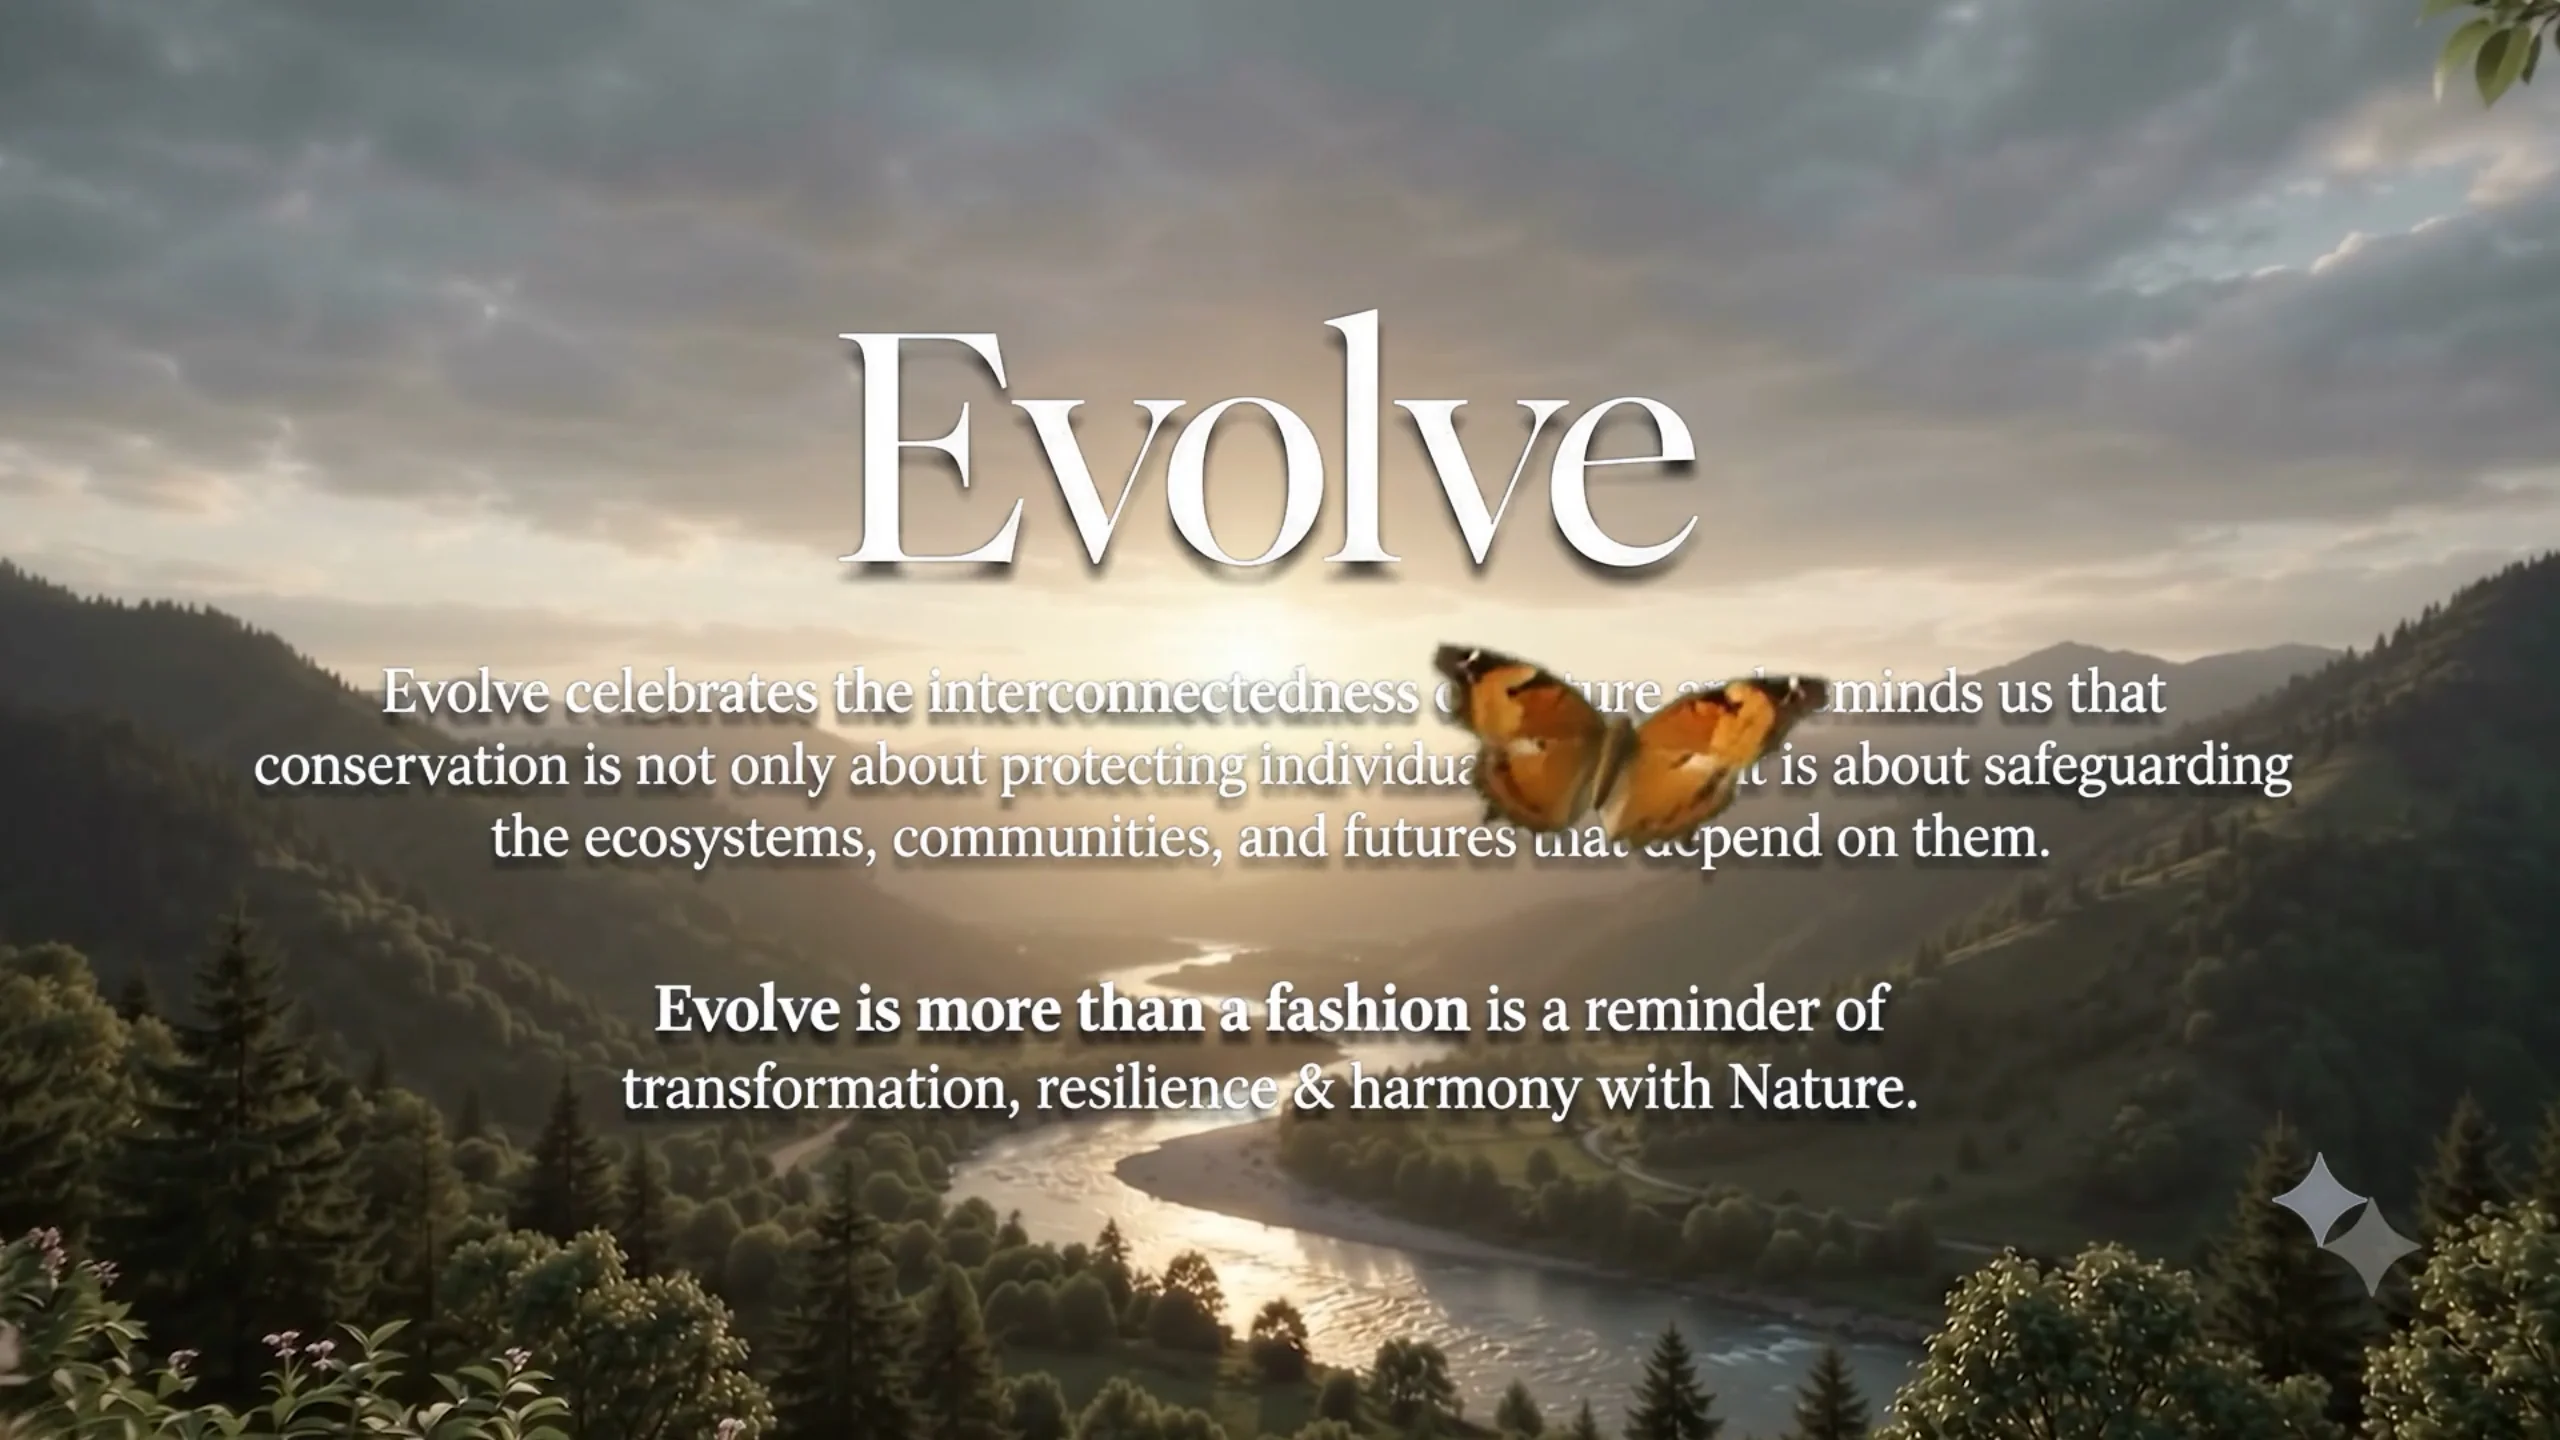 Evolve
Evolve celebrates the interconnectedness minds us that
conservation is not only about protecting is about safeguarding
the ecosystems, communities, and futures that depend on them.
Evolve is more than a fashion is a reminder of
transformation, resilience & harmony with Nature.